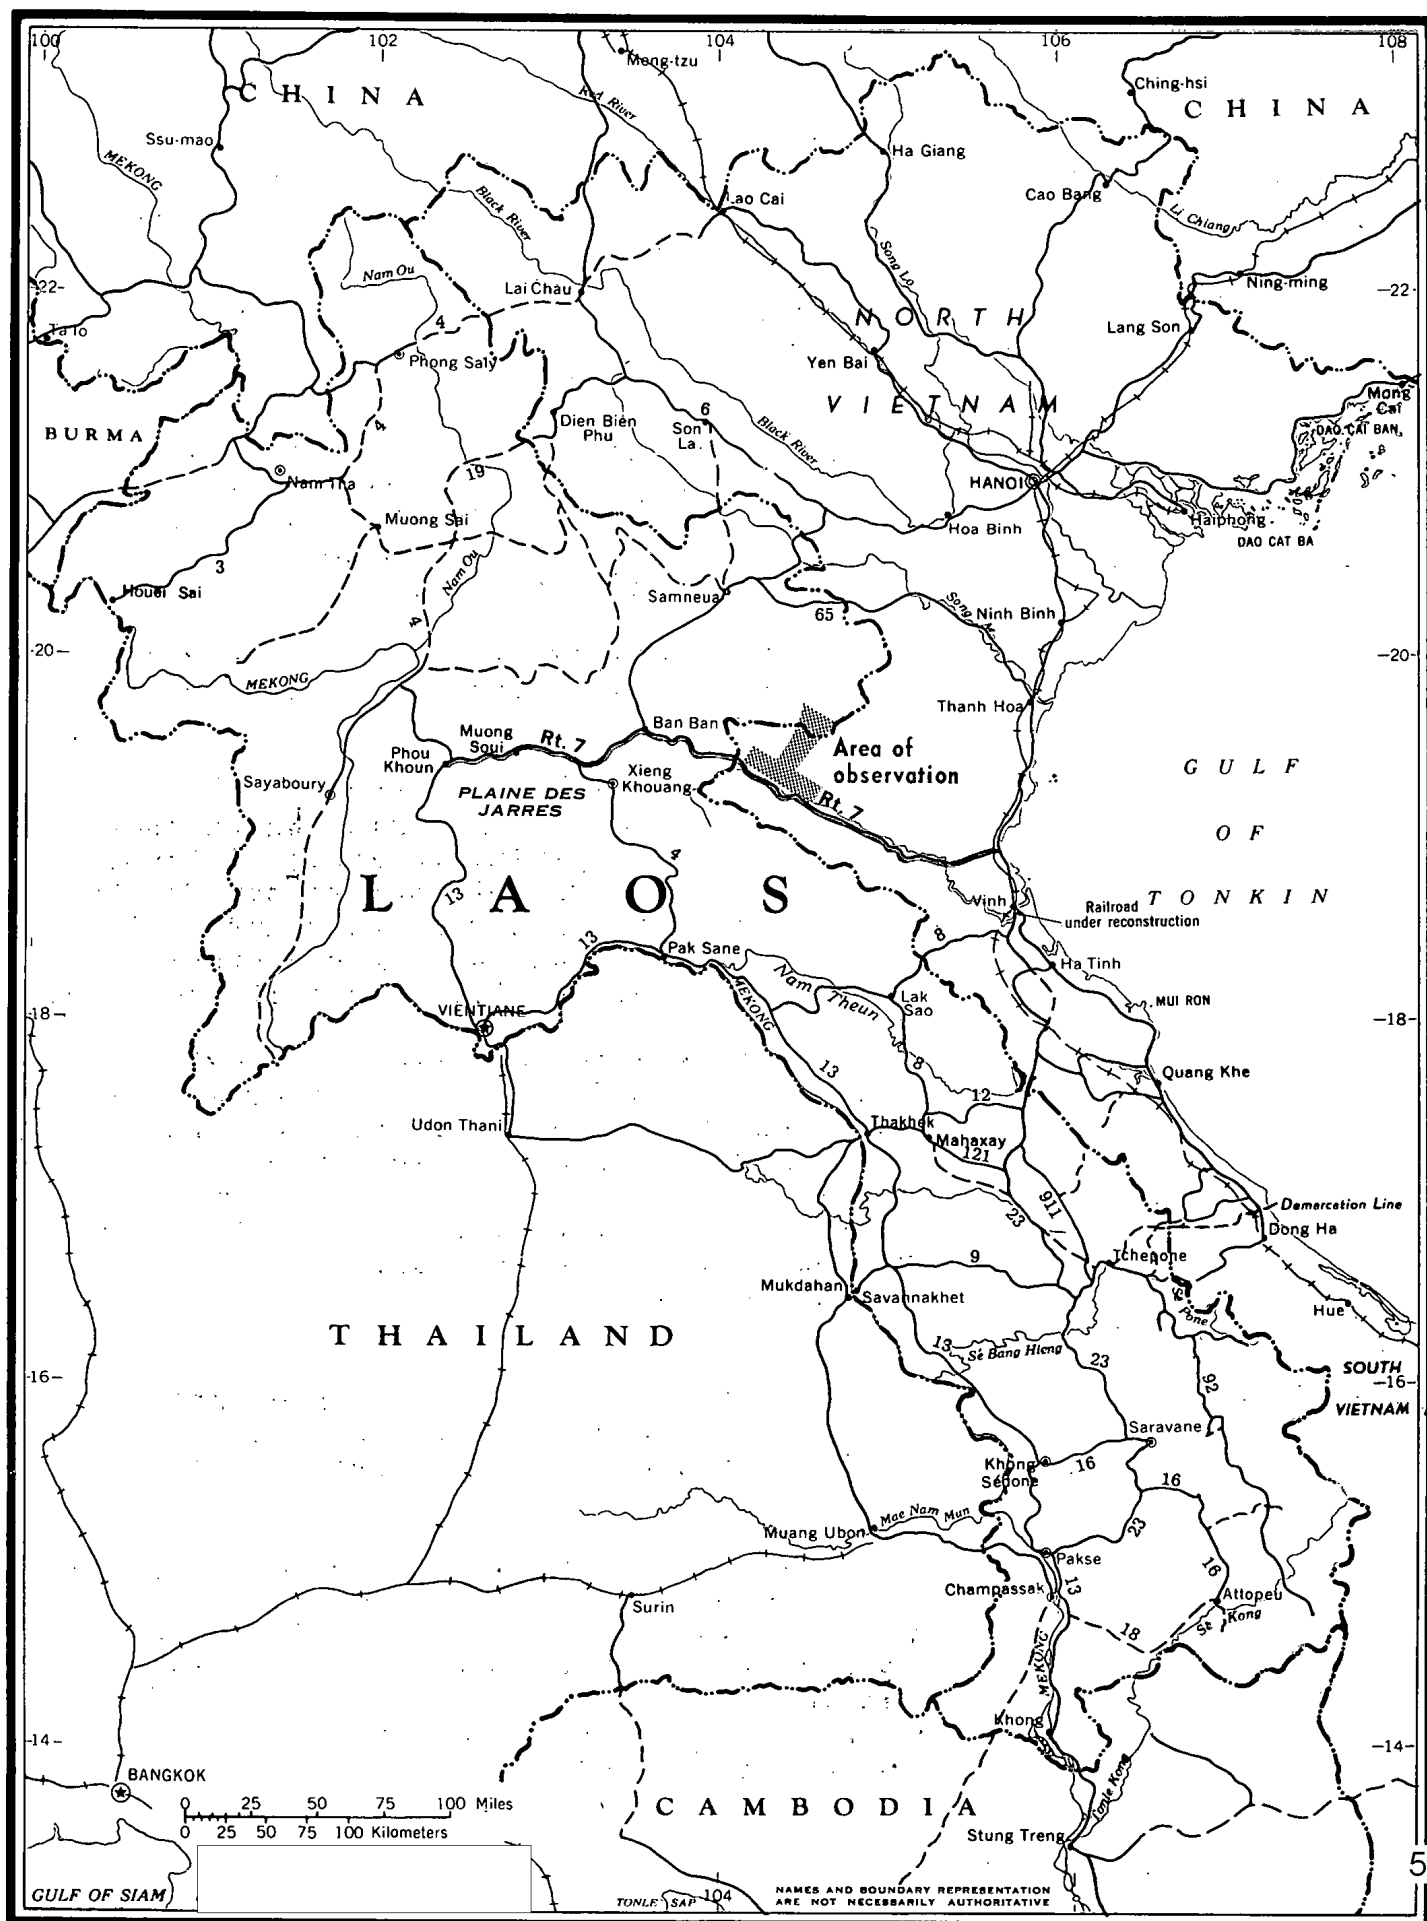 100
102
104
106
108
Meng-tzu
CHINA
Red River
Ching-hsi
CHINA
Ssu-mao
MEKONG
Ha Giang
Cao Bang
Black River
Lao Cai
Li Chiang
Nam Ou
Song Lo
Lai Chau
22
22
Ning-ming
NORTH
Ta lo
4
Lang Son
Phong Saly
Yen Bai
Mong
Cai
VIETNAM
BURMA
Dien Bien
Phu
6
Son
La
Black River
DAO CAI BAN
4
19
Nam Tha
HANOI
Muong Sai
Hoa Binh
Haiphong
DAO CAT BA
3
Nam Ou
Houei Sai
Samneua
65
Song
Ninh Binh
4
20
20
MEKONG
Thanh Hoa
Muong
Soui
Rt. 7
Ban Ban
Phou
Khoun
Area of
observation
GULF
Sayaboury
Xieng
Khouang
PLAINE DES
JARRES
Rt. 7
OF
1
4
LAOS
13
Vinh
TONKIN
Railroad
under reconstruction
13
8
Pak Sane
Ha Tinh
Nam Theun
MEKONG
Lak
Sao
MUI RON
VIENTIANE
18
18
13
8
Quang Khe
12
Udon Thani
Thakhek
Mahaxay
121
911
23
Demarcation Line
Dong Ha
9
Tchepone
Mukdahan
Savannakhet
Se Pone
Hue
THAILAND
13
Se Bang Hieng
23
SOUTH
16
92
16
VIETNAM
Saravane
Khong
Sedone
16
16
Mae Nam Mun
23
Muang Ubon
Pakse
16
Champassak
13
Attopeu
Surin
Se Kong
18
MEKONG
Khong
14
14
BANGKOK
0 25 50 75 100 Miles
0 25 50 75 100 Kilometers
CAMBODIA
Tonle Kong
Stung Treng
5
GULF OF SIAM
TONLE SAP
104
NAMES AND BOUNDARY REPRESENTATION
ARE NOT NECESSARILY AUTHORITATIVE